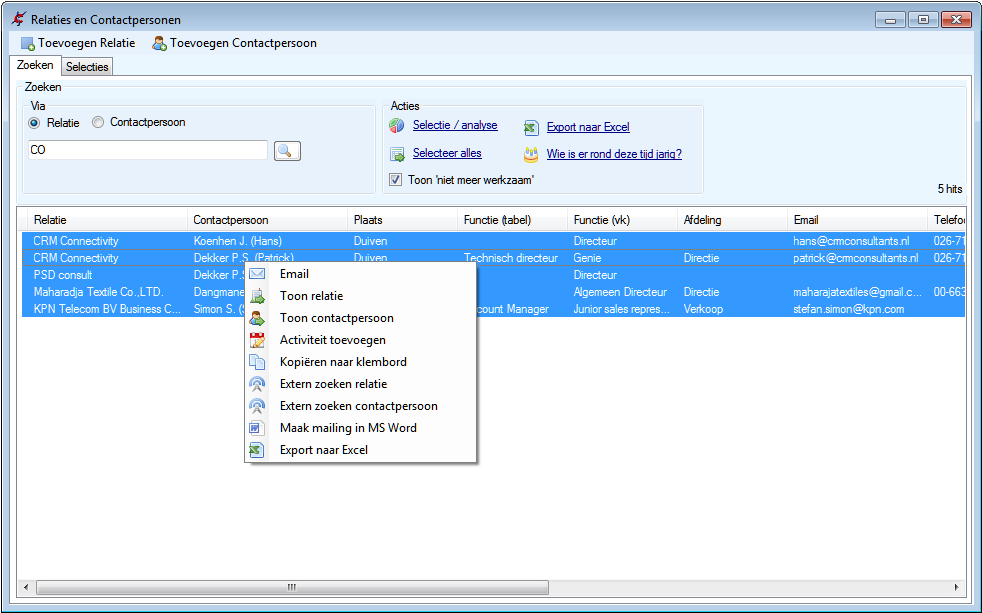 Relaties en Contactpersonen
Toevoegen Relatie Toevoegen Contactpersoon
Zoeken Selecties
Zoeken
Via
Relatie Contactpersoon
CO
Acties
Selectie / analyse Export naar Excel
Selecteer alles Wie is er rond deze tijd jarig?
Toon 'niet meer werkzaam'
5 hits
Relatie Contactpersoon Plaats Functie (tabel) Functie (vk) Afdeling Email Telefoo
CRM Connectivity Koenhen J. (Hans) Duiven Directeur hans@crmconsultants.nl 026-71
CRM Connectivity Dekker P.S. (Patrick) Duiven Technisch directeur Genie Directie patrick@crmconsultants.nl 026-71
PSD consult Dekker P.S Directeur
Maharadja Textile Co.,LTD. Dangmane Algemeen Directeur Directie maharajatextiles@gmail.c... 00-663
KPN Telecom BV Business C... Simon S. (S count Manager Junior sales repres... Verkoop stefan.simon@kpn.com
Email
Toon relatie
Toon contactpersoon
Activiteit toevoegen
Kopiëren naar klembord
Extern zoeken relatie
Extern zoeken contactpersoon
Maak mailing in MS Word
Export naar Excel